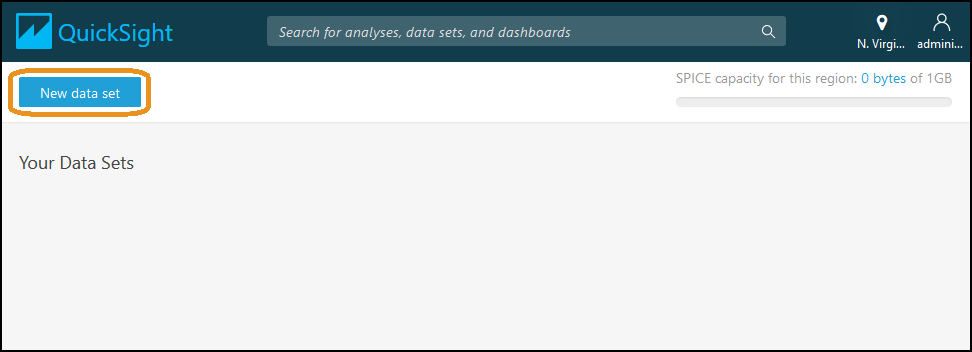 QuickSight
Search for analyses, data sets, and dashboards
N. Virgi...
admini...
New data set
SPICE capacity for this region: 0 bytes of 1GB
Your Data Sets